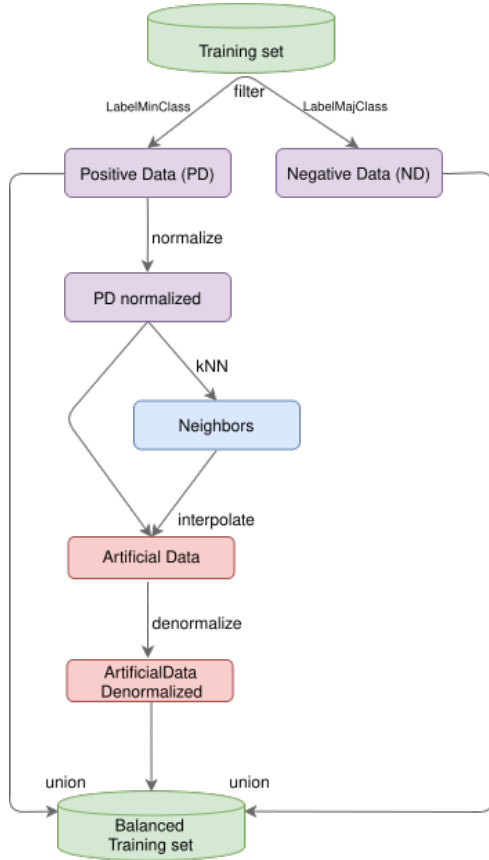 Training set
filter
LabelMinClass
LabelMajClass
Positive Data (PD)
Negative Data (ND)
normalize
PD normalized
kNN
Neighbors
interpolate
Artificial Data
denormalize
ArtificialData
Denormalized
union
union
Balanced
Training set